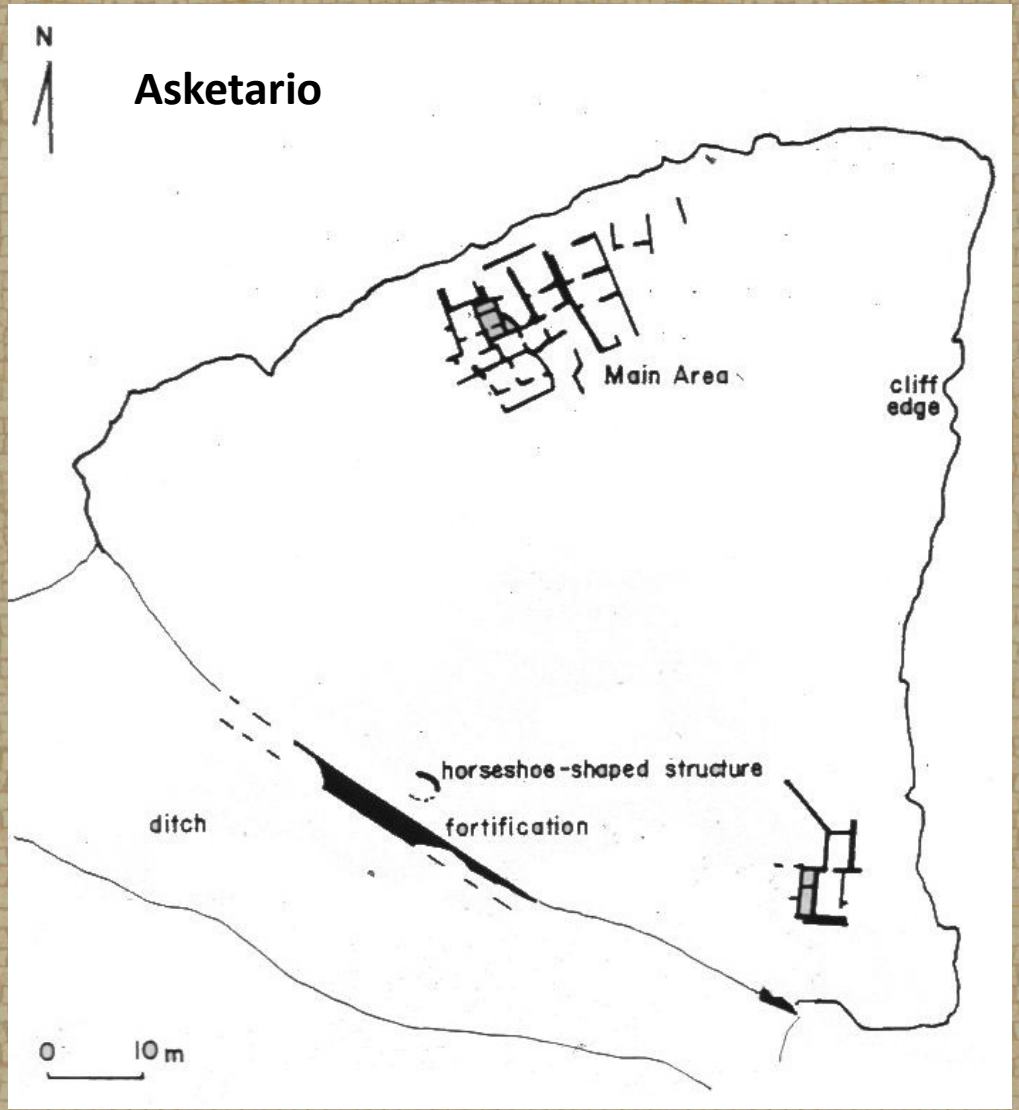 N
Asketario
Main Area
cliff
edge
horseshoe-shaped structure
ditch
fortification
0 10 m